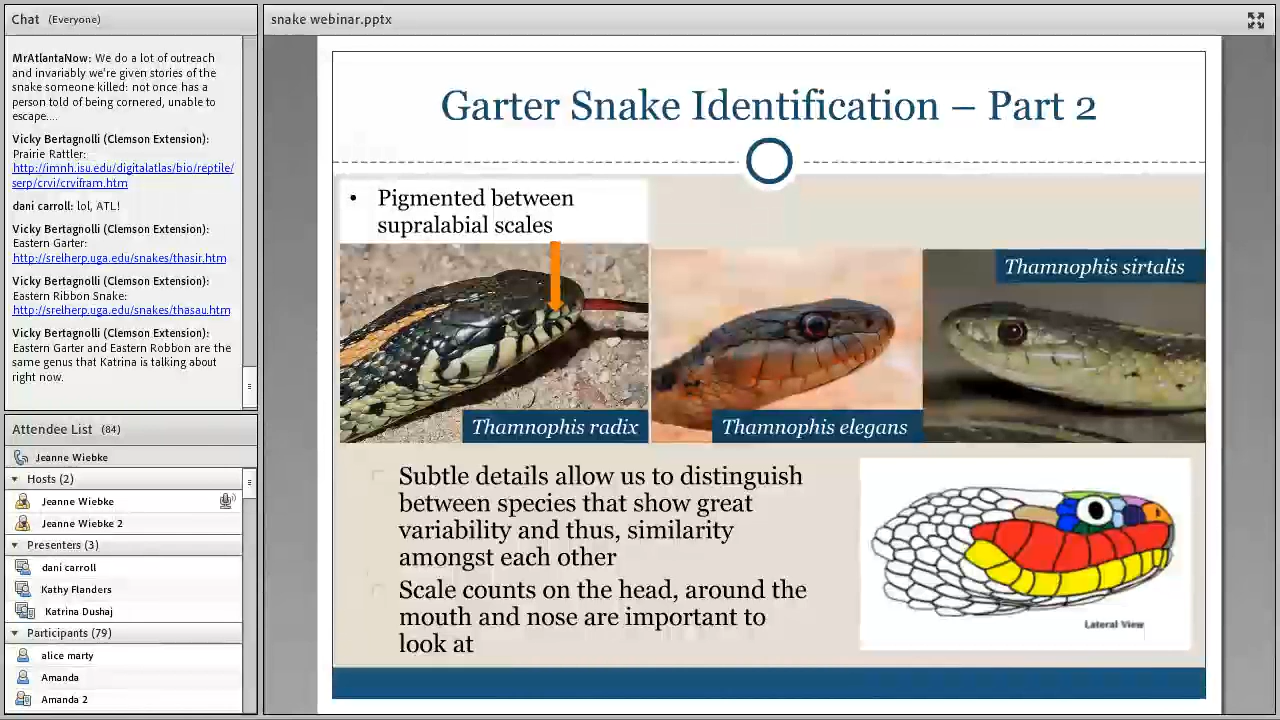 Chat (Everyone)
MrAtlantaNow: We do a lot of outreach
and invariably we're given stories of the
snake someone killed: not once has a
person told of being cornered, unable to
escape....
Vicky Bertagnolli (Clemson Extension):
Prairie Rattler:
http://imnh.isu.edu/digitalatlas/bio/reptile/
serp/crvi/crvifram.htm
dani carroll: lol, ATL!
Vicky Bertagnolli (Clemson Extension):
Eastern Garter:
http://srelherp.uga.edu/snakes/thasir.htm
Vicky Bertagnolli (Clemson Extension):
Eastern Ribbon Snake:
http://srelherp.uga.edu/snakes/thasau.htm
Vicky Bertagnolli (Clemson Extension):
Eastern Garter and Eastern Robbon are the
same genus that Katrina is talking about
right now.
Attendee List (84)
Jeanne Wiebke
Hosts (2)
Jeanne Wiebke
Jeanne Wiebke 2
Presenters (3)
dani carroll
Kathy Flanders
Katrina Dushaj
Participants (79)
alice marty
Amanda
Amanda 2
snake webinar.pptx
Garter Snake Identification – Part 2
• Pigmented between
supralabial scales
Thamnophis radix
Thamnophis elegans
Thamnophis sirtalis
Subtle details allow us to distinguish
between species that show great
variability and thus, similarity
amongst each other
Scale counts on the head, around the
mouth and nose are important to
look at
Lateral View